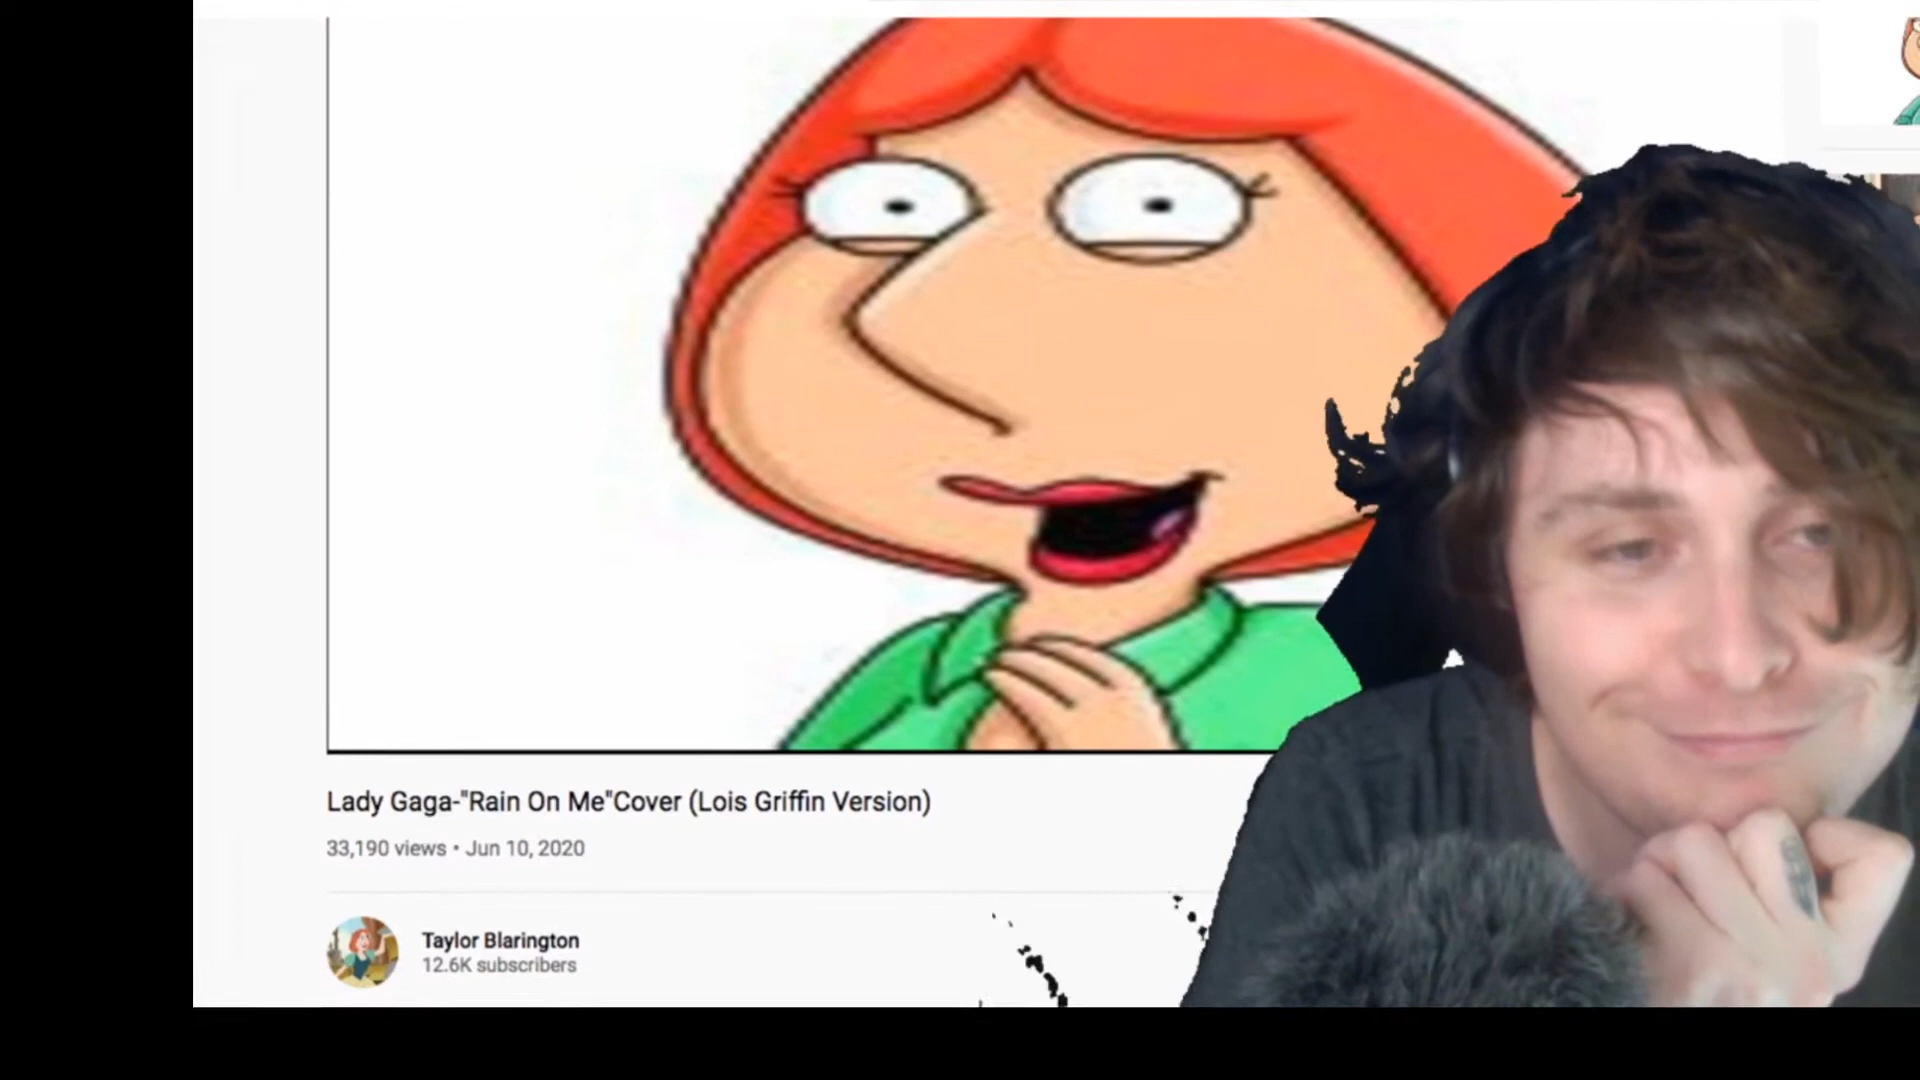 Lady Gaga-"Rain On Me"Cover (Lois Griffin Version)
33,190 views • Jun 10, 2020
Taylor Blarington
12.6K subscribers